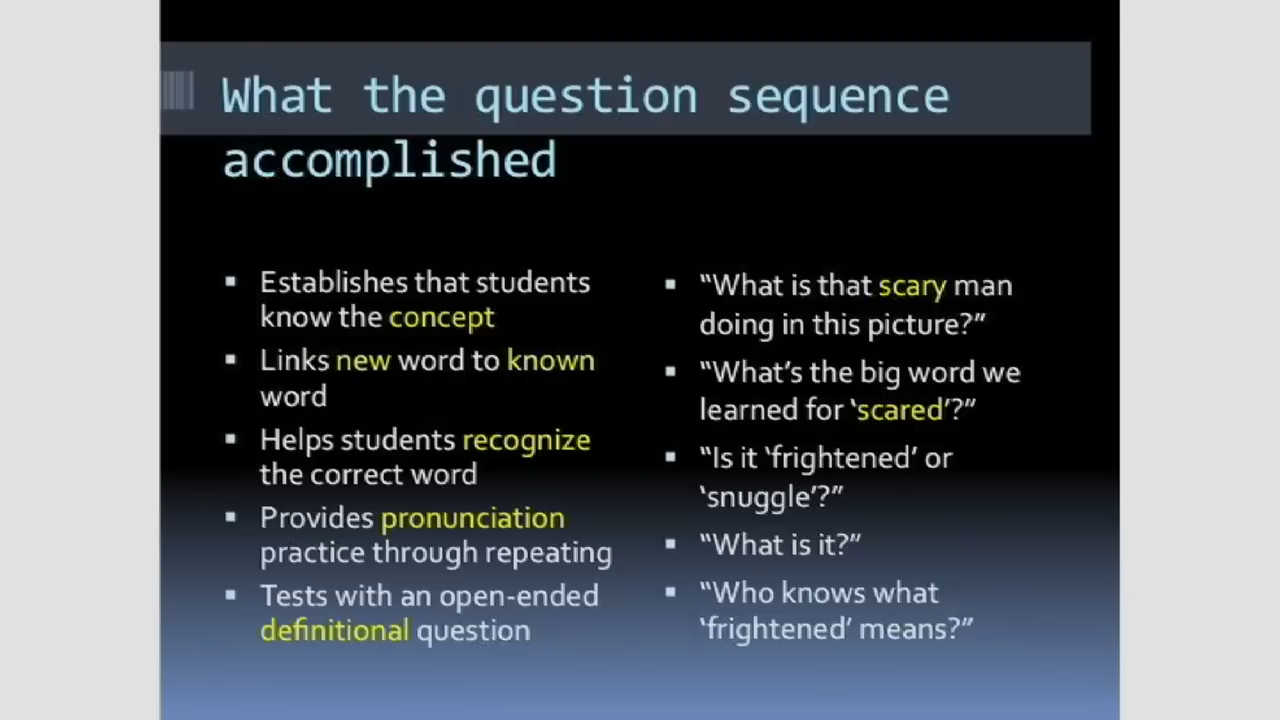 What the question sequence
accomplished
▪ Establishes that students
know the concept
▪ Links new word to known
word
▪ Helps students recognize
the correct word
▪ Provides pronunciation
practice through repeating
▪ Tests with an open-ended
definitional question
▪ “What is that scary man
doing in this picture?”
▪ “What’s the big word we
learned for ‘scared’?”
▪ “Is it ‘frightened’ or
‘snuggle’?”
▪ “What is it?”
▪ “Who knows what
‘frightened’ means?”